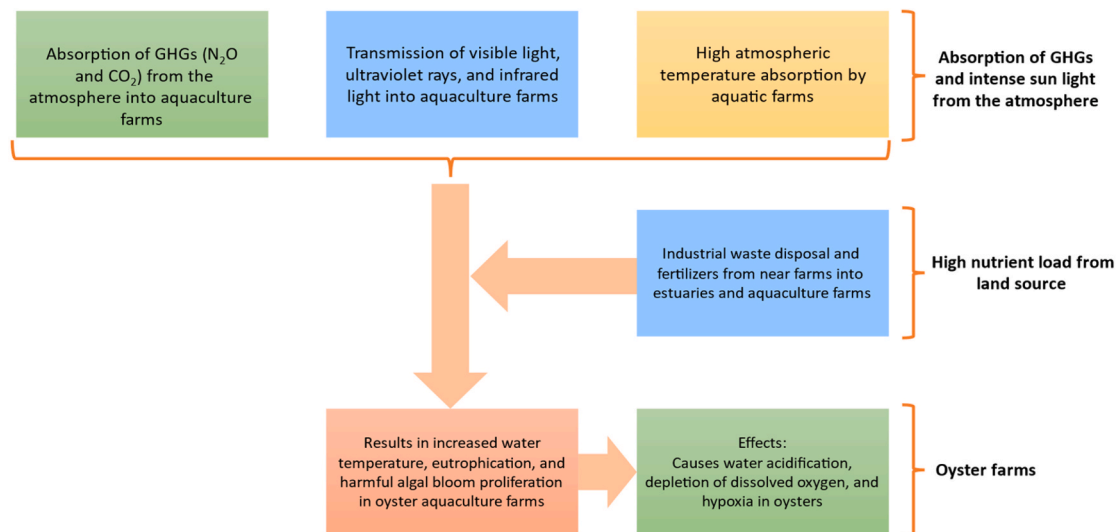 Absorption of GHGs (N₂O
and CO₂) from the
atmosphere into aquaculture
farms
Transmission of visible light,
ultraviolet rays, and infrared
light into aquaculture farms
High atmospheric
temperature absorption by
aquatic farms
Absorption of GHGs
and intense sun light
from the atmosphere
Industrial waste disposal and
fertilizers from near farms into
estuaries and aquaculture farms
High nutrient load from
land source
Results in increased water
temperature, eutrophication, and
harmful algal bloom proliferation
in oyster aquaculture farms
Effects:
Causes water acidification,
depletion of dissolved oxygen, and
hypoxia in oysters
Oyster farms